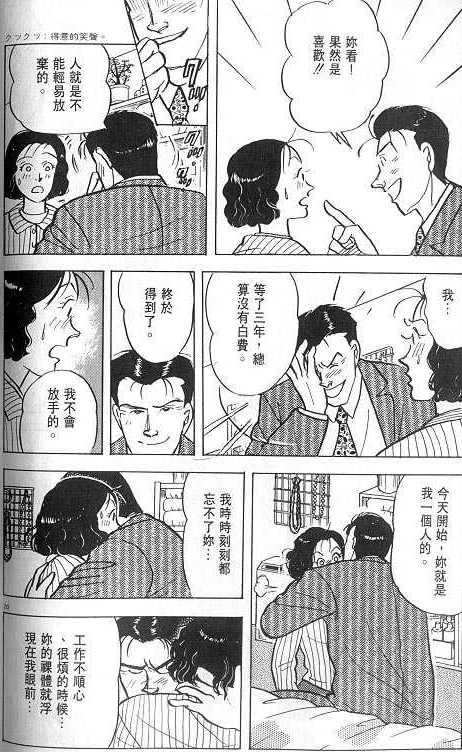 妳看！
果然是
喜歡!!
クックッ：得意的笑聲。
人就是不
能輕易放
棄的。
我…
等了三年，總
算沒有白費。
終於
得到了。
我不會
放手的。
今天開始，妳就是
我一個人的。
我時時刻刻都
忘不了妳…
工作不順心
、很煩的時候…
妳的裸體就浮
現在我眼前…